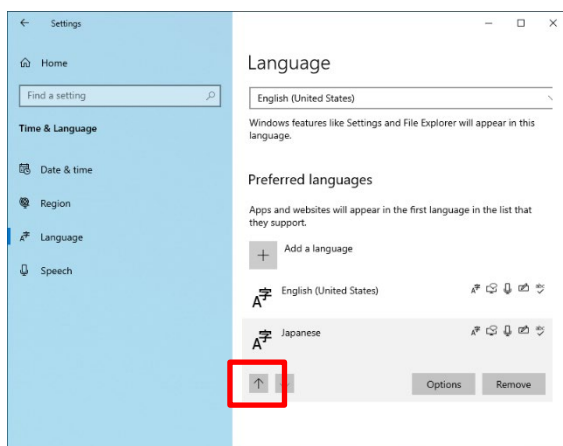 Settings
Home
Find a setting
Time & Language
Date & time
Region
Language
Speech
Language
English (United States)
Windows features like Settings and File Explorer will appear in this
language.
Preferred languages
Apps and websites will appear in the first language in the list that
they support.
Add a language
English (United States)
Japanese
Options
Remove